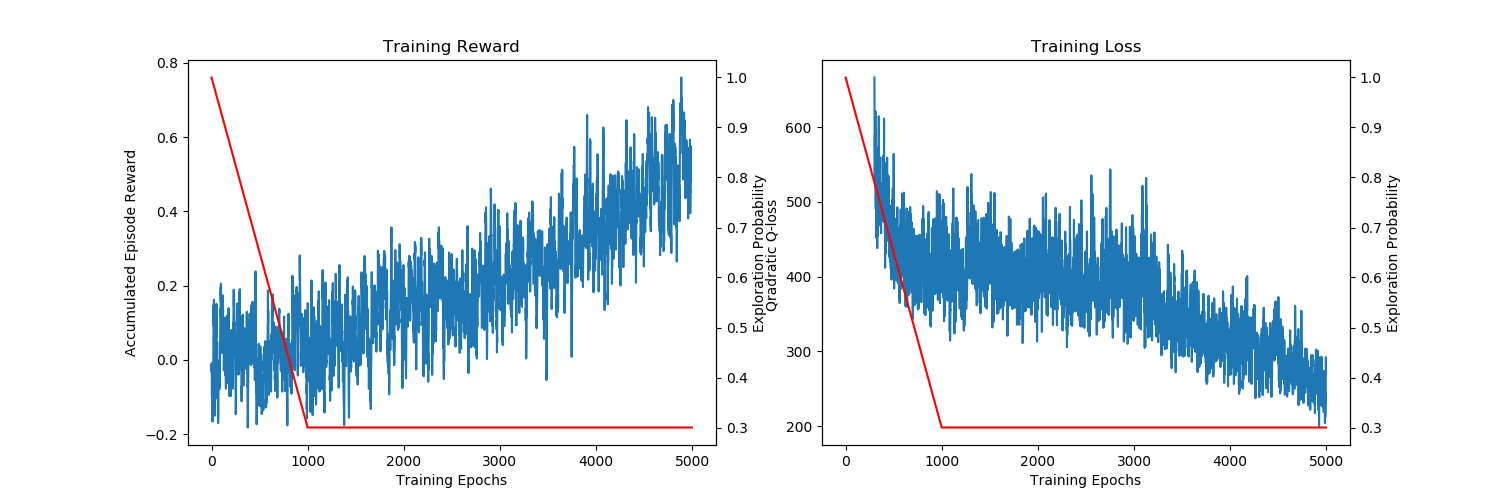 Training Reward
Training Loss
0.8
0.6
0.4
0.2
0.0
−0.2
Accumulated Episode Reward
1.0
0.9
0.8
0.7
0.6
0.5
0.4
0.3
Exploration Probability
0 1000 2000 3000 4000 5000
Training Epochs
Qradratic Q-loss
600
500
400
300
200
1.0
0.9
0.8
0.7
0.6
0.5
0.4
0.3
Exploration Probability
0 1000 2000 3000 4000 5000
Training Epochs